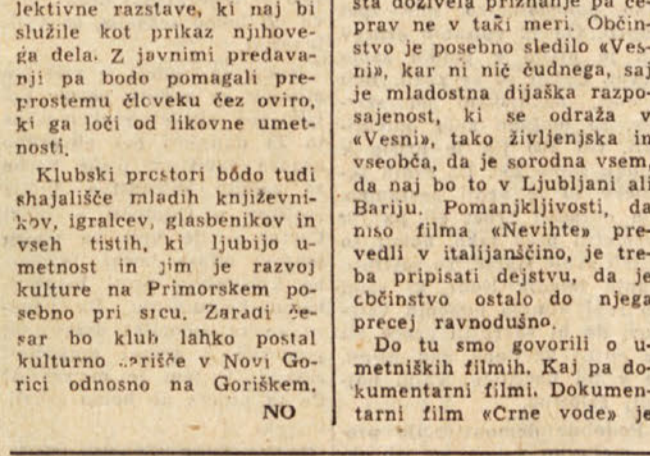 lektivne razstave, ki naj bi
služile kot prikaz njihove-
ga dela. Z javnimi predava-
nji pa bodo pomagali pre-
prostemu človeku čez oviro,
ki ga loči od likovne umet-
nosti.
Klubski prostori bodo tudi
shajališče mladih književni-
kov, igralcev, glasbenikov in
vseh tistih, ki ljubijo u-
metnost in jim je razvoj
kulture na Primorskem po-
sebno pri srcu. Zaradi če-
sar bo klub lahko postal
kulturno v Novi Go-
rici odnosno na Goriškem.
NO
sta doživela priznanje pa če-
prav ne v taki meri. Občin-
stvo je posebno sledilo «Ves-
ni», kar ni nič čudnega, saj
je mladostna dijaška razpo-
sajenost, ki se odraža v
«Vesni», tako življenjska in
vseobča, da je sorodna vsem,
da naj bo to v Ljubljani ali
Bariju. Pomanjkljivosti, da
niso filma «Nevihte» pre-
vedli v italijanščino, je tre-
ba pripisati dejstvu, da je
občinstvo ostalo do njega
precej ravnodušno.
Do tu smo govorili o u-
metniških filmih. Kaj pa do-
kumentarni filmi. Dokumen-
tarni film «Črne vode» je